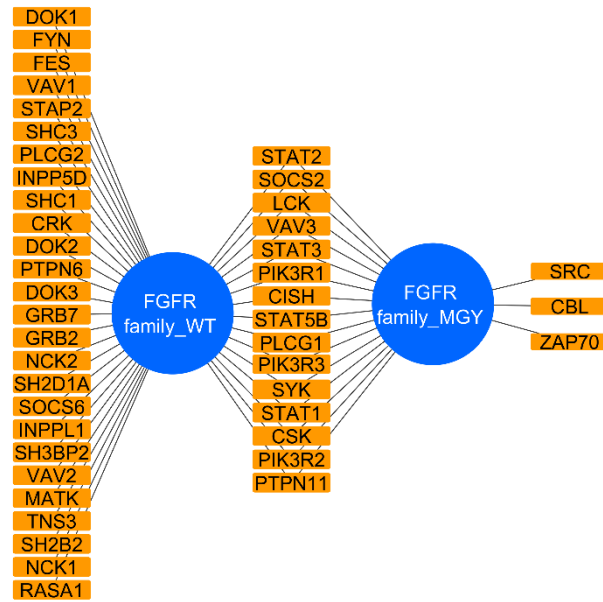 DOK1
FYN
FES
VAV1
STAP2
SHC3
PLCG2
INPP5D
SHC1
CRK
DOK2
PTPN6
DOK3
GRB7
GRB2
NCK2
SH2D1A
SOCS6
INPPL1
SH3BP2
VAV2
MATK
TNS3
SH2B2
NCK1
RASA1
FGFR
family_WT
STAT2
SOCS2
LCK
VAV3
STAT3
PIK3R1
CISH
STAT5B
PLCG1
PIK3R3
SYK
STAT1
CSK
PIK3R2
PTPN11
FGFR
family_MGY
SRC
CBL
ZAP70